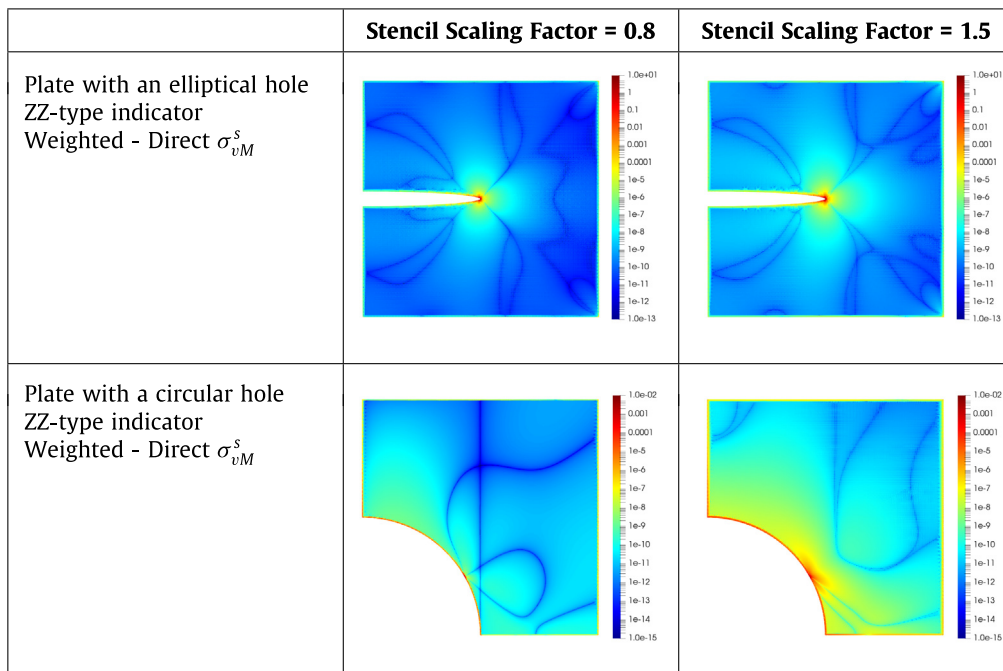 Stencil Scaling Factor = 0.8
Stencil Scaling Factor = 1.5
Plate with an elliptical hole
ZZ-type indicator
Weighted - Direct σ^s_{vM}
1.0e+01
1
0.1
0.01
0.001
0.0001
1e-5
1e-6
1e-7
1e-8
1e-9
1e-10
1e-11
1e-12
1.0e-13
1.0e+01
1
0.1
0.01
0.001
0.0001
1e-5
1e-6
1e-7
1e-8
1e-9
1e-10
1e-11
1e-12
1.0e-13
Plate with a circular hole
ZZ-type indicator
Weighted - Direct σ^s_{vM}
1.0e-02
0.001
0.0001
1e-5
1e-6
1e-7
1e-8
1e-9
1e-10
1e-11
1e-12
1e-13
1e-14
1.0e-15
1.0e-02
0.001
0.0001
1e-5
1e-6
1e-7
1e-8
1e-9
1e-10
1e-11
1e-12
1e-13
1e-14
1.0e-15